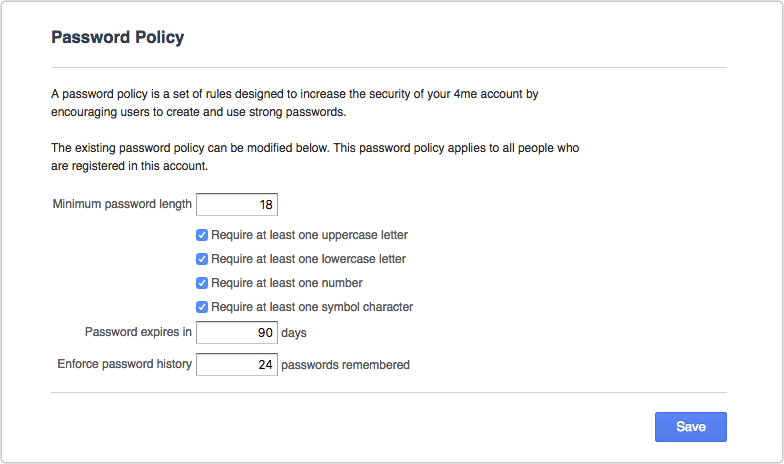 Password Policy
A password policy is a set of rules designed to increase the security of your 4me account by
encouraging users to create and use strong passwords.
The existing password policy can be modified below. This password policy applies to all people who
are registered in this account.
Minimum password length 18
Require at least one uppercase letter
Require at least one lowercase letter
Require at least one number
Require at least one symbol character
Password expires in 90 days
Enforce password history 24 passwords remembered
Save